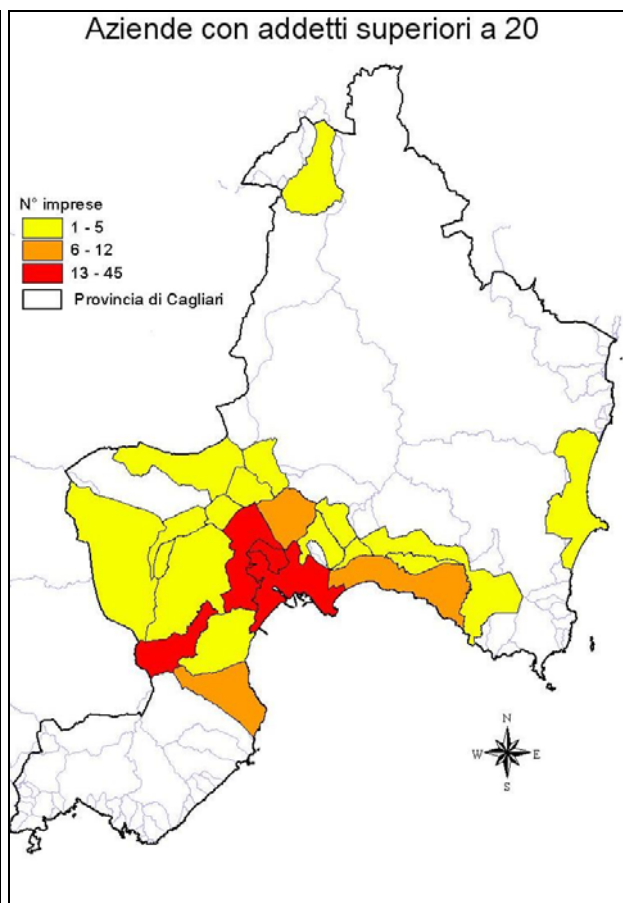 Aziende con addetti superiori a 20
N° imprese
1 - 5
6 - 12
13 - 45
Provincia di Cagliari
N
W E
S